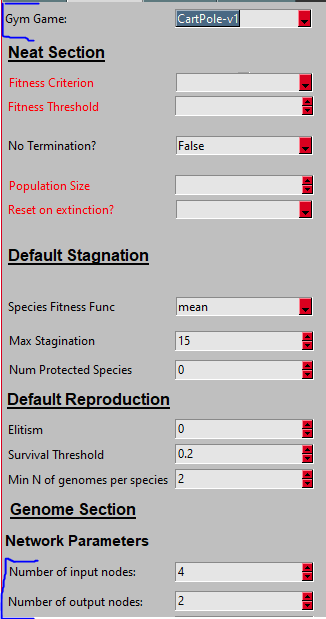 Gym Game: CartPole-v1
Neat Section
Fitness Criterion
Fitness Threshold
No Termination? False
Population Size
Reset on extinction?
Default Stagnation
Species Fitness Func mean
Max Stagination 15
Num Protected Species 0
Default Reproduction
Elitism 0
Survival Threshold 0.2
Min N of genomes per species 2
Genome Section
Network Parameters
Number of input nodes: 4
Number of output nodes: 2